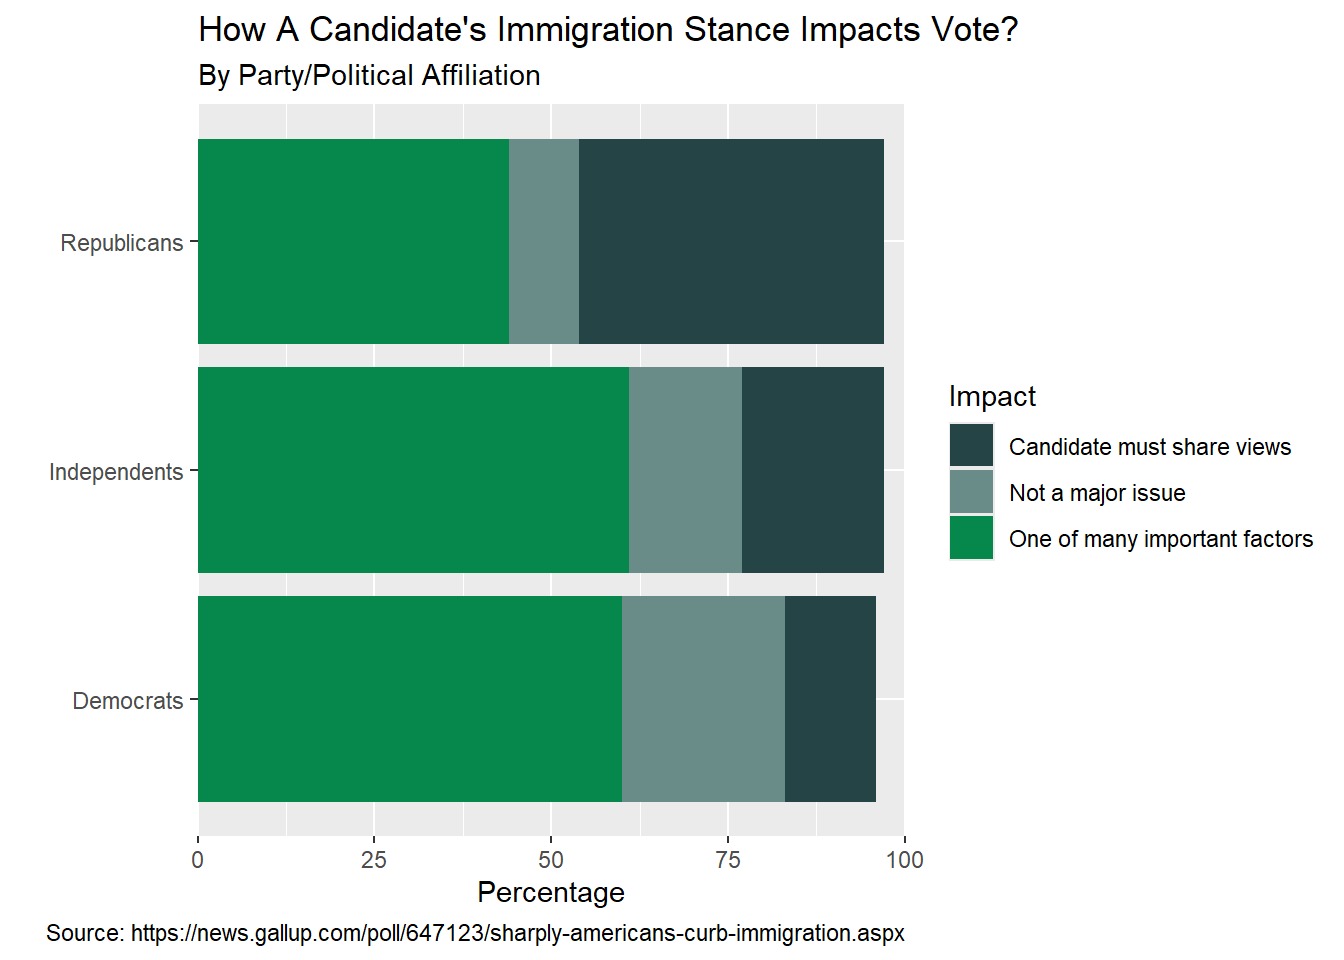 How A Candidate's Immigration Stance Impacts Vote?
By Party/Political Affiliation
Republicans
Independents
Democrats
0 25 50 75 100
Percentage
Impact
Candidate must share views
Not a major issue
One of many important factors
Source: https://news.gallup.com/poll/647123/sharply-americans-curb-immigration.aspx